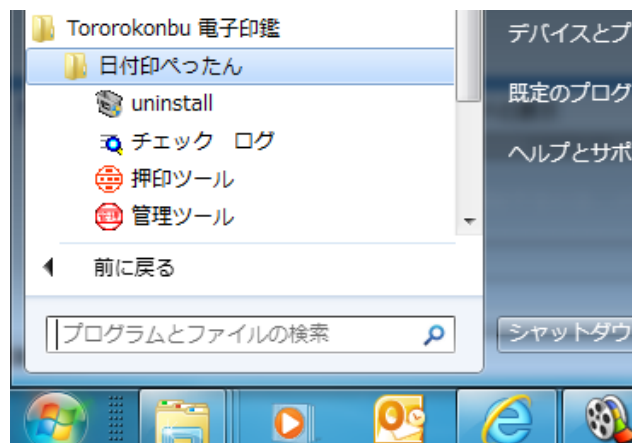 Tororokonbu 電子印鑑
日付印ぺったん
uninstall
チェック　ログ
押印ツール
管理ツール
前に戻る
プログラムとファイルの検索
デバイスとプ
既定のプログ
ヘルプとサポ
シャットダウ